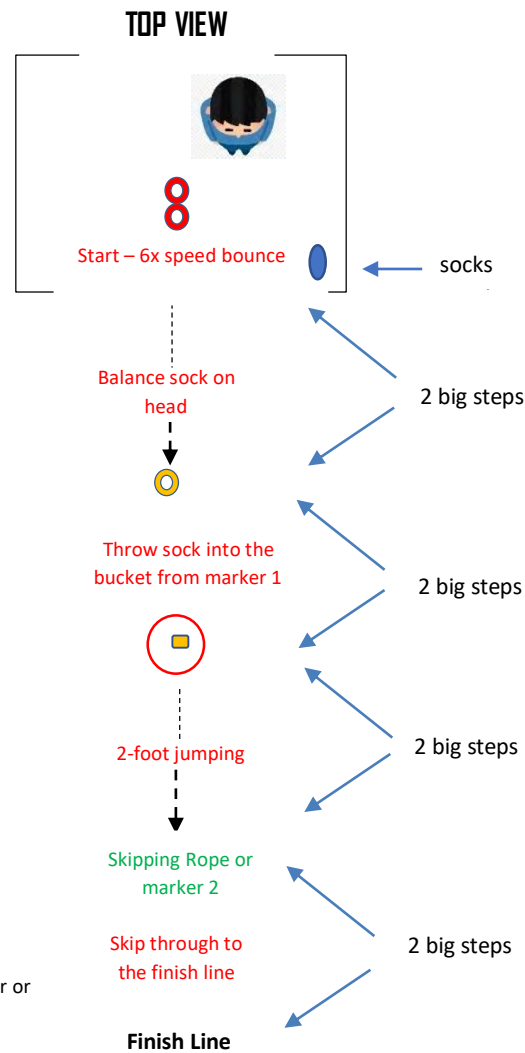 TOP VIEW
Start – 6x speed bounce
socks
Balance sock on
head
2 big steps
Throw sock into the
bucket from marker 1
2 big steps
2-foot jumping
2 big steps
Skipping Rope or
marker 2
Skip through to
the finish line
2 big steps
r or
Finish Line